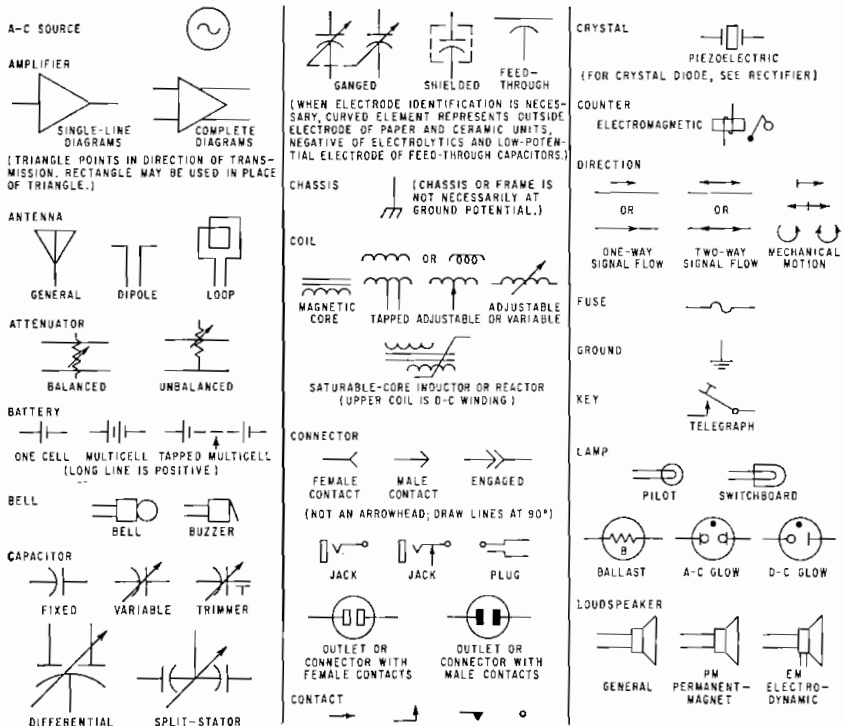 A-C SOURCE
AMPLIFIER
SINGLE-LINE
DIAGRAMS
COMPLETE
DIAGRAMS
(TRIANGLE POINTS IN DIRECTION OF TRANS-
MISSION. RECTANGLE MAY BE USED IN PLACE
OF TRIANGLE.)
ANTENNA
GENERAL
DIPOLE
LOOP
ATTENUATOR
BALANCED
UNBALANCED
BATTERY
ONE CELL
MULTICELL
TAPPED MULTICELL
(LONG LINE IS POSITIVE)
BELL
BELL
BUZZER
CAPACITOR
FIXED
VARIABLE
TRIMMER
T
DIFFERENTIAL
SPLIT-STATOR
GANGED
SHIELDED
FEED-
THROUGH
(WHEN ELECTRODE IDENTIFICATION IS NECES-
SARY, CURVED ELEMENT REPRESENTS OUTSIDE
ELECTRODE OF PAPER AND CERAMIC UNITS,
NEGATIVE OF ELECTROLYTICS AND LOW-POTEN-
TIAL ELECTRODE OF FEED-THROUGH CAPACITORS.)
CHASSIS
(CHASSIS OR FRAME IS
NOT NECESSARILY AT
GROUND POTENTIAL.)
COIL
OR
MAGNETIC
CORE
TAPPED
ADJUSTABLE
ADJUSTABLE
OR VARIABLE
SATURABLE-CORE INDUCTOR OR REACTOR
(UPPER COIL IS D-C WINDING)
CONNECTOR
FEMALE
CONTACT
MALE
CONTACT
ENGAGED
(NOT AN ARROWHEAD; DRAW LINES AT 90°)
JACK
JACK
PLUG
OUTLET OR
CONNECTOR WITH
FEMALE CONTACTS
OUTLET OR
CONNECTOR WITH
MALE CONTACTS
CONTACT
CRYSTAL
PIEZOELECTRIC
(FOR CRYSTAL DIODE, SEE RECTIFIER)
COUNTER
ELECTROMAGNETIC
DIRECTION
OR
OR
ONE-WAY
SIGNAL FLOW
TWO-WAY
SIGNAL FLOW
MECHANICAL
MOTION
FUSE
GROUND
KEY
TELEGRAPH
LAMP
PILOT
SWITCHBOARD
B
BALLAST
A-C GLOW
D-C GLOW
LOUDSPEAKER
GENERAL
PM
PERMANENT-
MAGNET
EM
ELECTRO-
DYNAMIC